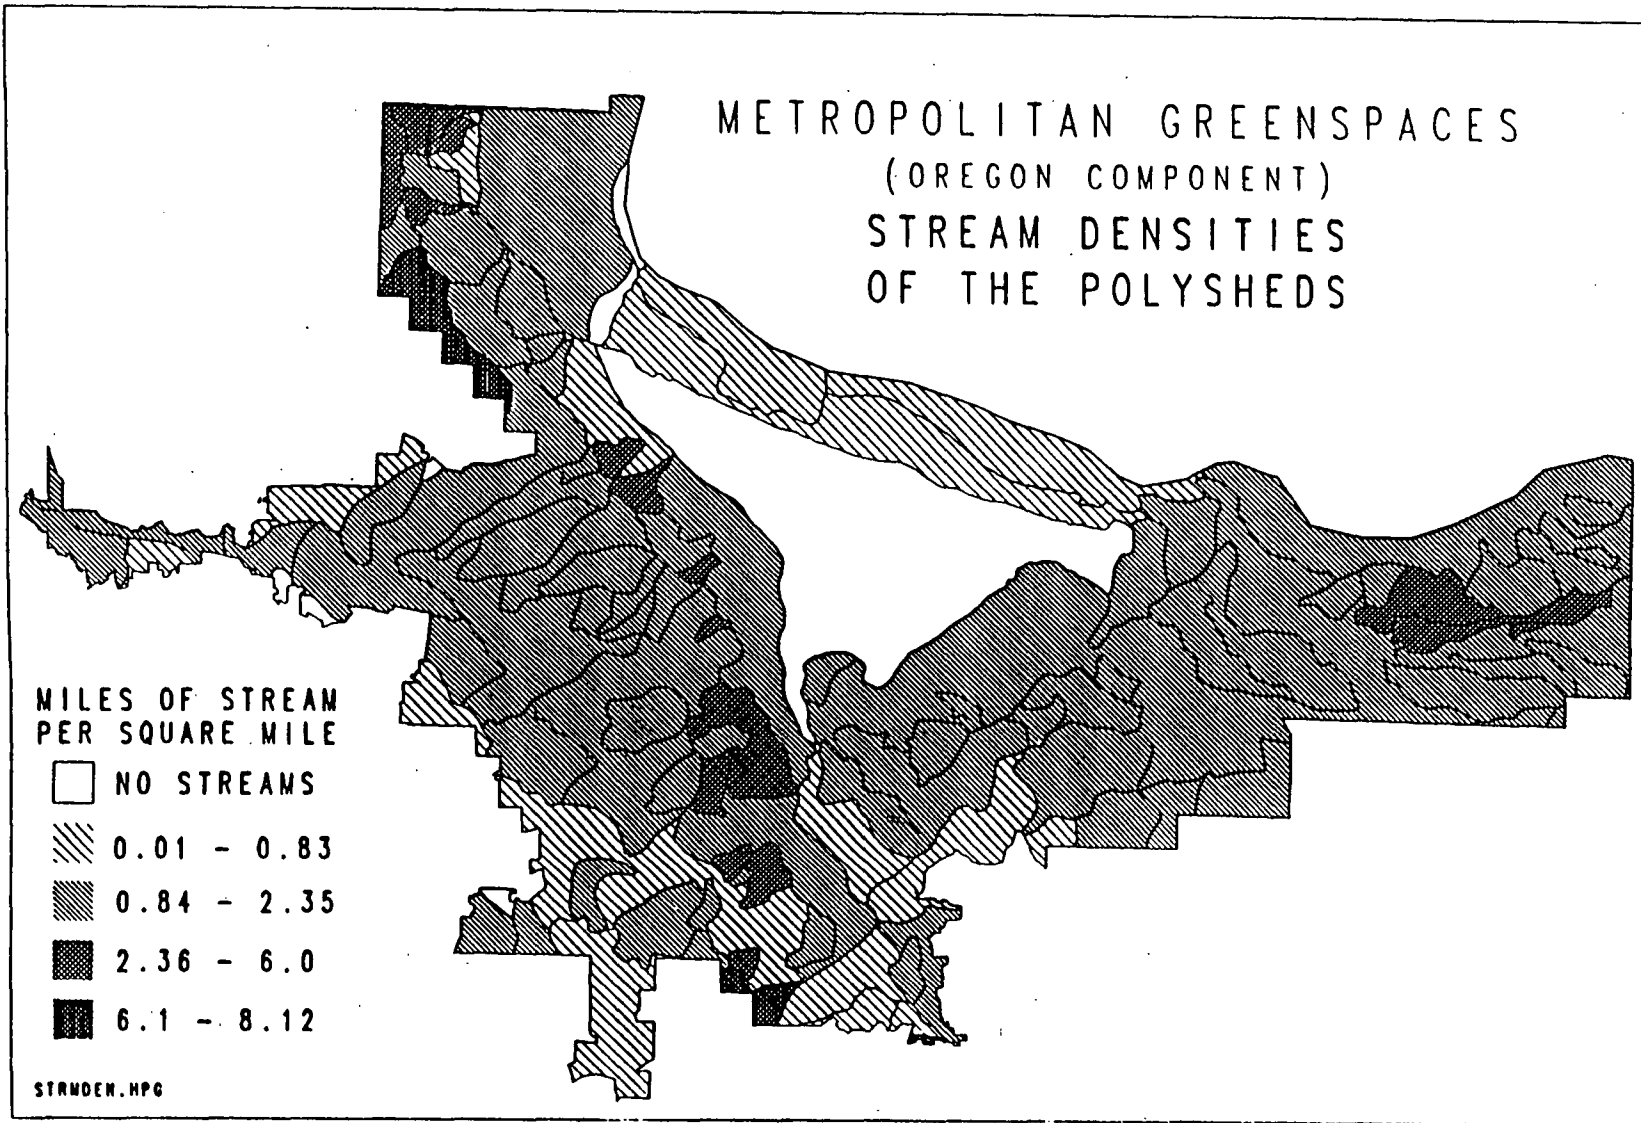 METROPOLITAN GREENSPACES
(OREGON COMPONENT)
STREAM DENSITIES
OF THE POLYSHEDS
MILES OF STREAM
PER SQUARE MILE
NO STREAMS
0.01 - 0.83
0.84 - 2.35
2.36 - 6.0
6.1 - 8.12
STRMDEN.HPG